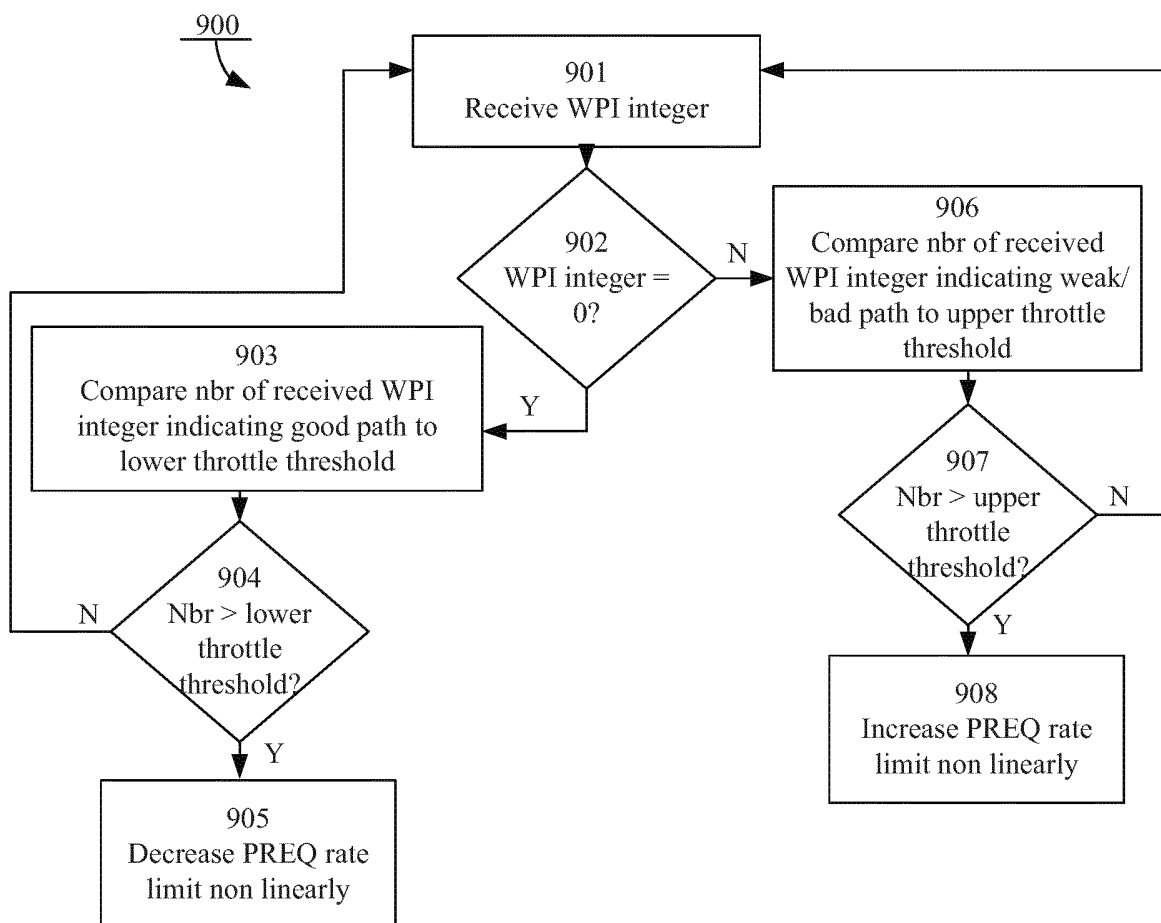 900
901
Receive WPI integer
902
WPI integer =
0?
N
906
Compare nbr of received
WPI integer indicating weak/
bad path to upper throttle
threshold
903
Compare nbr of received WPI
integer indicating good path to
lower throttle threshold
Y
904
Nbr > lower
throttle
threshold?
N
Y
905
Decrease PREQ rate
limit non linearly
907
Nbr > upper
throttle
threshold?
N
Y
908
Increase PREQ rate
limit non linearly